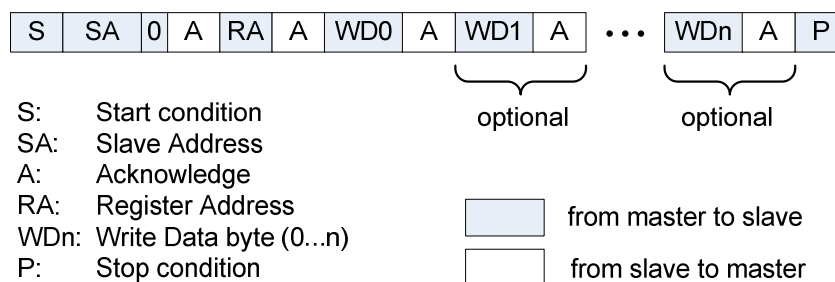 S SA 0 A RA A WD0 A WD1 A ••• WDn A P
optional optional
S: Start condition
SA: Slave Address
A: Acknowledge
RA: Register Address
WDn: Write Data byte (0...n)
P: Stop condition
from master to slave
from slave to master